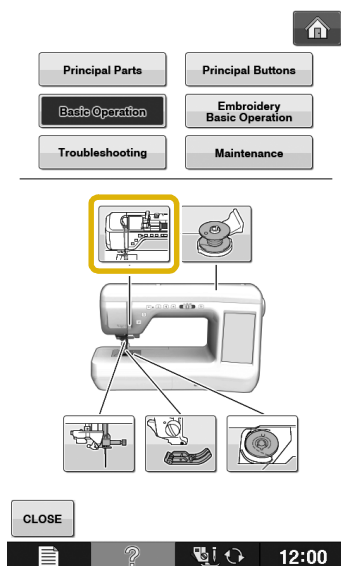 Principal Parts
Principal Buttons
Basic Operation
Embroidery
Basic Operation
Troubleshooting
Maintenance
CLOSE
?
12:00